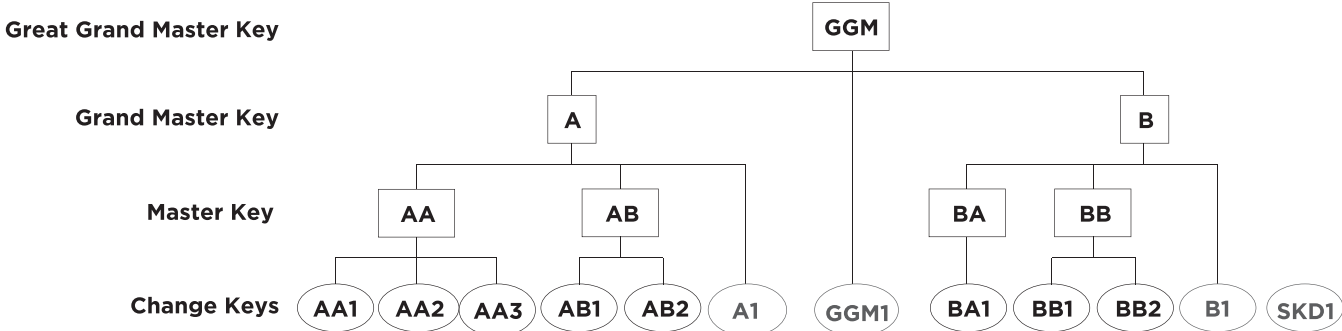 Great Grand Master Key GGM
Grand Master Key A B
Master Key AA AB BA BB
Change Keys AA1 AA2 AA3 AB1 AB2 A1 GGM1 BA1 BB1 BB2 B1 SKD1